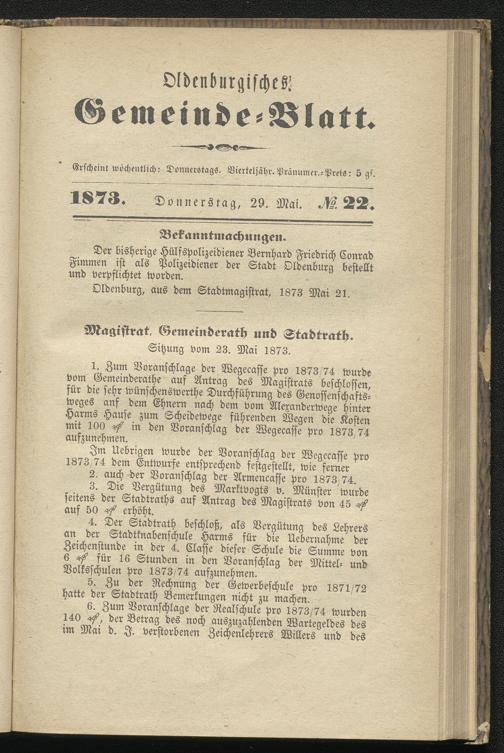 Oldenburgisches
Gemeinde-Blatt.
Erscheint wöchentlich: Donnerstags. Vierteljähr. Pränumer.-Preis: 5 gs.
1873. Donnerstag, 29. Mai. № 22.
Bekanntmachungen.
Der bisherige Hülfspolizeidiener Bernhard Friedrich Conrad
Fimmen ist als Polizeidiener der Stadt Oldenburg bestellt
und verpflichtet worden.
Oldenburg, aus dem Stadtmagistrat, 1873 Mai 21.
Magistrat, Gemeinderath und Stadtrath.
Sitzung vom 23. Mai 1873.
1. Zum Voranschlage der Wegecasse pro 1873/74 wurde
vom Gemeinderathe auf Antrag des Magistrats beschlossen,
für die sehr wünschenswerthe Durchführung des Genossenschafts-
weges auf dem Ehnern nach dem vom Alexanderwege hinter
Harms Hause zum Scheidewege führenden Wegen die Kosten
mit 100 ₰ in den Voranschlag der Wegecasse pro 1873/74
aufzunehmen.
Im Uebrigen wurde der Voranschlag der Wegecasse pro
1873/74 dem Entwurfe entsprechend festgestellt, wie ferner
2. auch der Voranschlag der Armencasse pro 1873/74.
3. Die Vergütung des Marktvogts v. Münster wurde
seitens der Stadtraths auf Antrag des Magistrats von 45 ₰
auf 50 ₰ erhöht.
4. Der Stadtrath beschloß, als Vergütung des Lehrers
an der Stadtknabenschule Harms für die Uebernahme der
Zeichenstunde in der 4. Classe dieser Schule die Summe von
6 ₰ für 16 Stunden in den Voranschlag der Mittel- und
Volksschulen pro 1873/74 aufzunehmen.
5. Zu der Rechnung der Gewerbeschule pro 1871/72
hatte der Stadtrath Bemerkungen nicht zu machen.
6. Zum Voranschlage der Realschule pro 1873/74 wurden
140 ₰, der Betrag des noch auszuzahlenden Wartegeldes des
im Mai d. J. verstorbenen Zeichenlehrers Willers und des